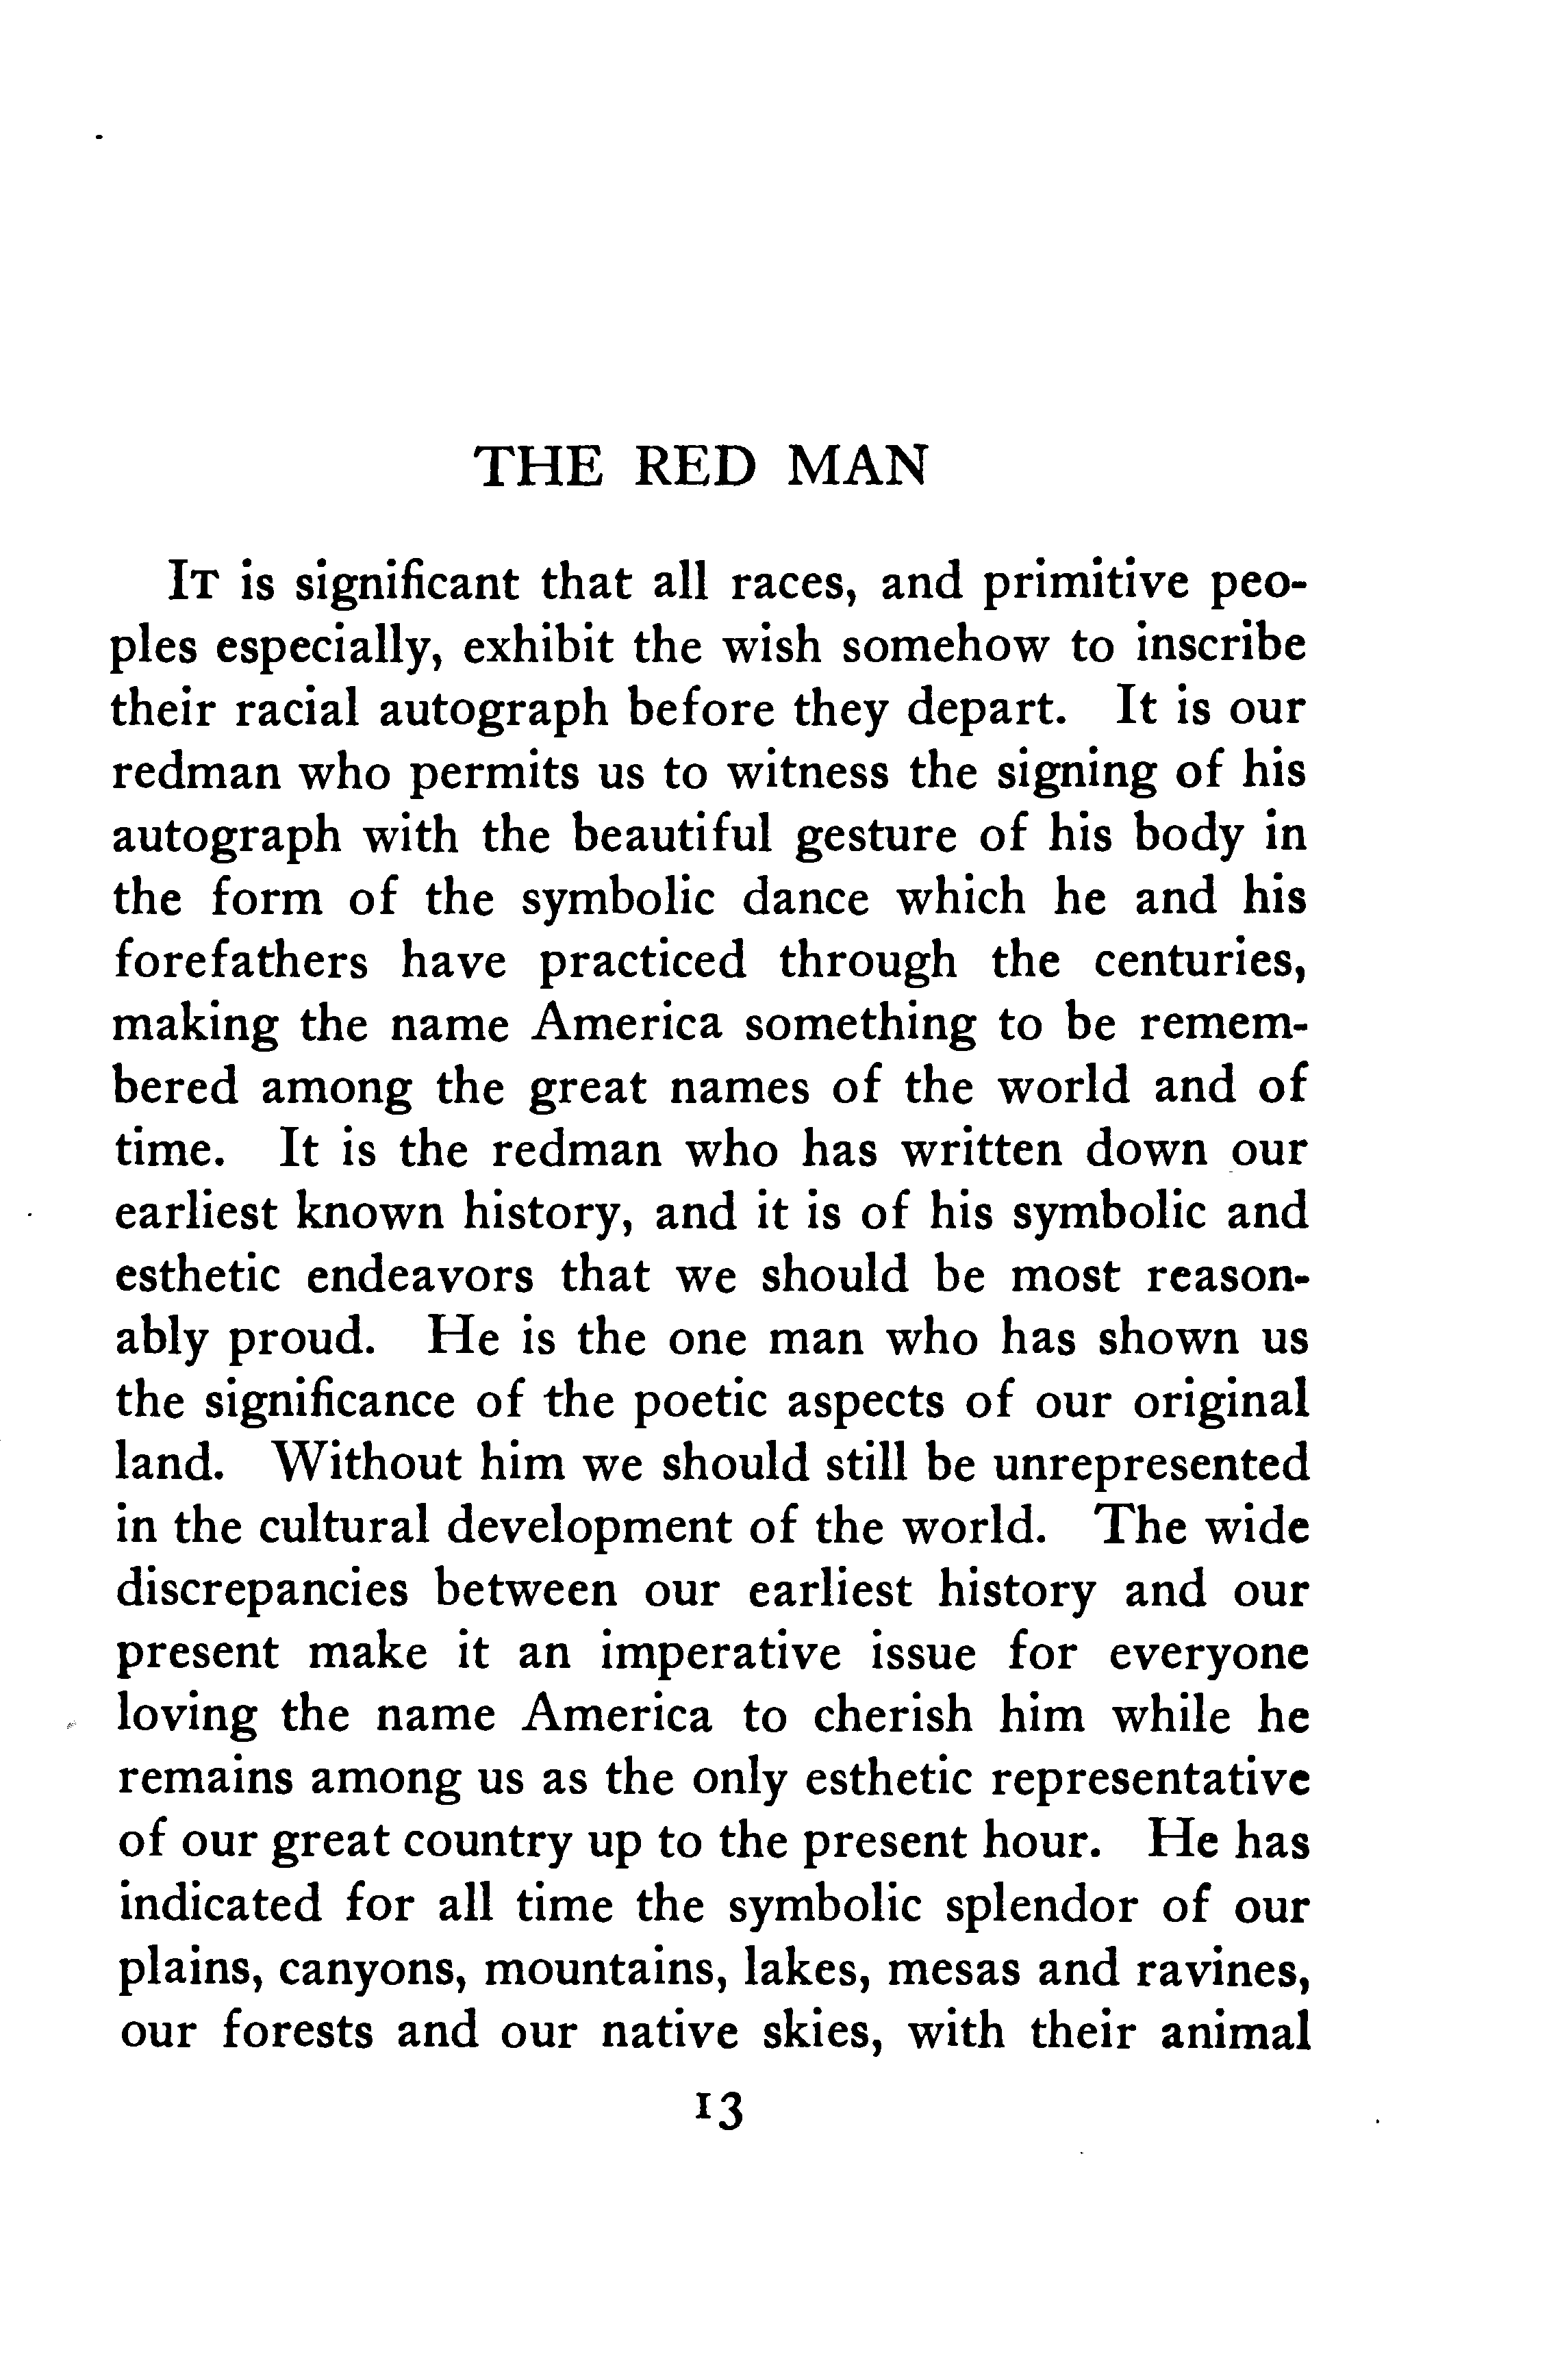 THE RED MAN
IT is significant that all races, and primitive peo-
ples especially, exhibit the wish somehow to inscribe
their racial autograph before they depart. It is our
redman who permits us to witness the signing of his
autograph with the beautiful gesture of his body in
the form of the symbolic dance which he and his
forefathers have practiced through the centuries,
making the name America something to be remem-
bered among the great names of the world and of
time. It is the redman who has written down our
earliest known history, and it is of his symbolic and
esthetic endeavors that we should be most reason-
ably proud. He is the one man who has shown us
the significance of the poetic aspects of our original
land. Without him we should still be unrepresented
in the cultural development of the world. The wide
discrepancies between our earliest history and our
present make it an imperative issue for everyone
loving the name America to cherish him while he
remains among us as the only esthetic representative
of our great country up to the present hour. He has
indicated for all time the symbolic splendor of our
plains, canyons, mountains, lakes, mesas and ravines,
our forests and our native skies, with their animal
13